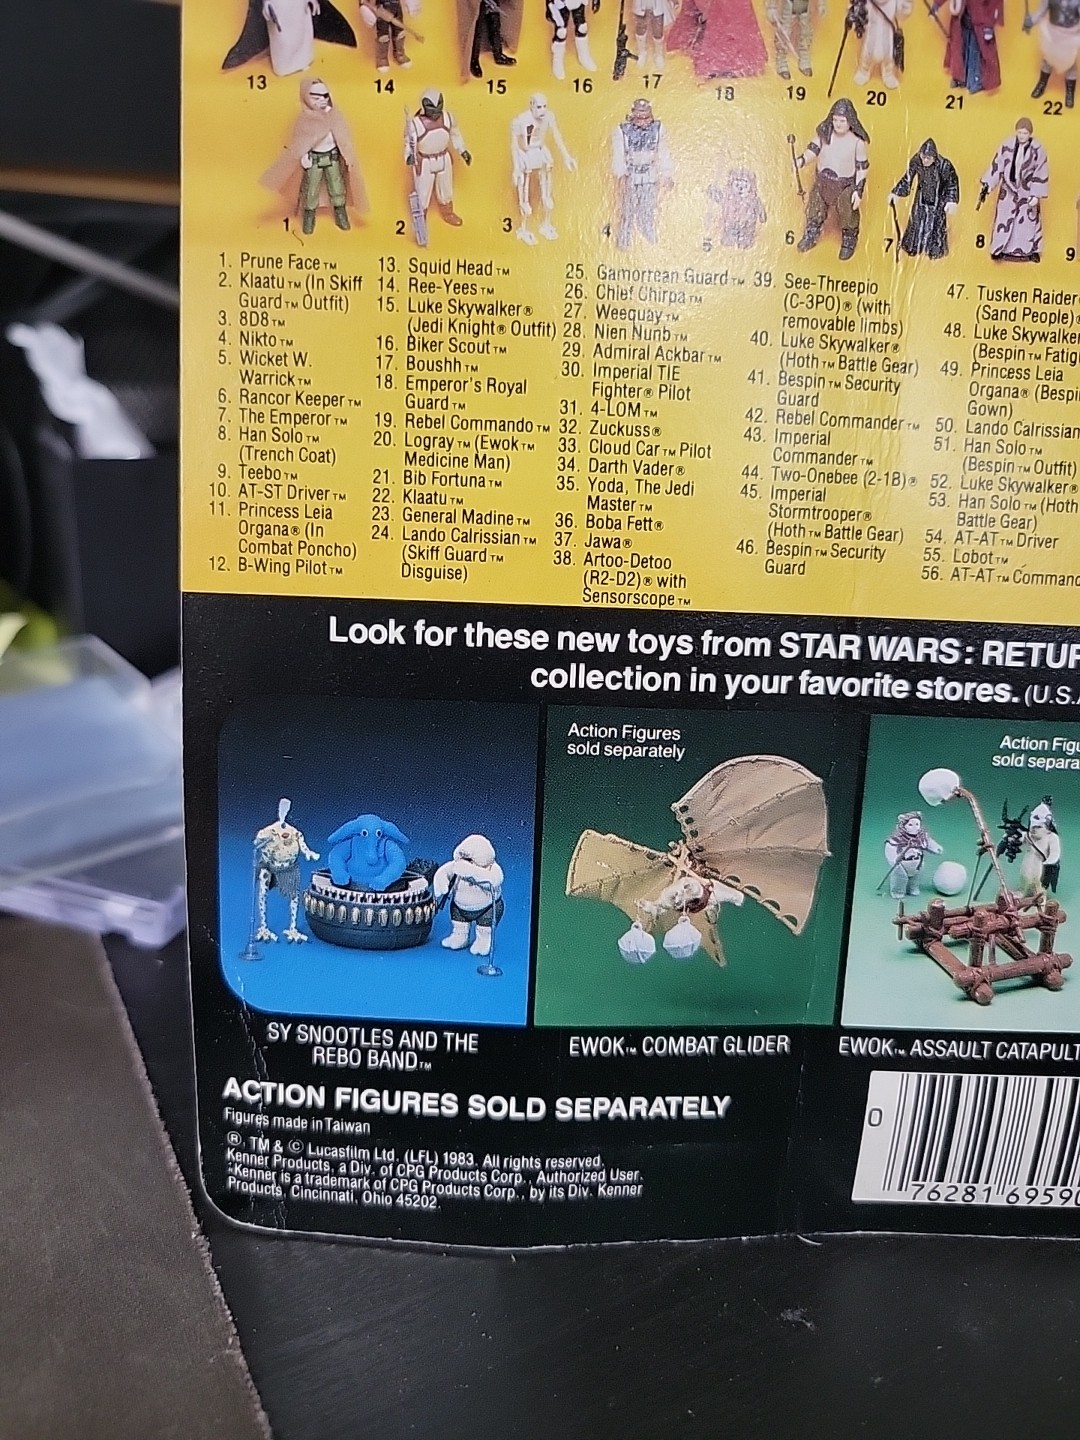 13 14 15 16 17 18 19 20 21 22
1 2 3 4 5 6 7 8 9
1. Prune Face™
2. Klaatu™ (In Skiff
Guard™ Outfit)
3. 8D8™
4. Nikto™
5. Wicket W.
Warrick™
6. Rancor Keeper™
7. The Emperor™
8. Han Solo™
(Trench Coat)
9. Teebo™
10. AT-ST Driver™
11. Princess Leia
Organa® (In
Combat Poncho)
12. B-Wing Pilot™
13. Squid Head™
14. Ree-Yees™
15. Luke Skywalker®
(Jedi Knight® Outfit)
16. Biker Scout™
17. Boushh™
18. Emperor's Royal
Guard™
19. Rebel Commando™
20. Logray™ (Ewok™
Medicine Man)
21. Bib Fortuna™
22. Klaatu™
23. General Madine™
24. Lando Calrissian™
(Skiff Guard™
Disguise)
25. Gamorrean Guard™
26. Chief Chirpa™
27. Weequay™
28. Nien Nunb™
29. Admiral Ackbar™
30. Imperial TIE
Fighter® Pilot
31. 4-LOM™
32. Zuckuss®
33. Cloud Car™ Pilot
34. Darth Vader®
35. Yoda, The Jedi
Master™
36. Boba Fett®
37. Jawa®
38. Artoo-Detoo
(R2-D2)® with
Sensorscope™
39. See-Threepio
(C-3PO)® (with
removable limbs)
40. Luke Skywalker®
(Hoth™ Battle Gear)
41. Bespin™ Security
Guard
42. Rebel Commander™
43. Imperial
Commander™
44. Two-Onebee (2-1B)®
45. Imperial
Stormtrooper®
(Hoth™ Battle Gear)
46. Bespin™ Security
Guard
47. Tusken Raider
(Sand People)®
48. Luke Skywalker
(Bespin™ Fatig
49. Princess Leia
Organa® (Bespi
Gown)
50. Lando Calrissian
51. Han Solo™
(Bespin™ Outfit)
52. Luke Skywalker®
53. Han Solo™ (Hoth
Battle Gear)
54. AT-AT™ Driver
55. Lobot™
56. AT-AT™ Command
Look for these new toys from STAR WARS: RETUR
collection in your favorite stores. (U.S.
Action Figures
sold separately
Action Figu
sold separa
SY SNOOTLES AND THE
REBO BAND™
EWOK™ COMBAT GLIDER
EWOK™ ASSAULT CATAPULT
ACTION FIGURES SOLD SEPARATELY
Figures made in Taiwan
®, TM & © Lucasfilm Ltd. (LFL) 1983. All rights reserved.
Kenner Products, a Div. of CPG Products Corp., Authorized User.
*Kenner is a trademark of CPG Products Corp., by its Div. Kenner
Products, Cincinnati, Ohio 45202.
0 76281 69590